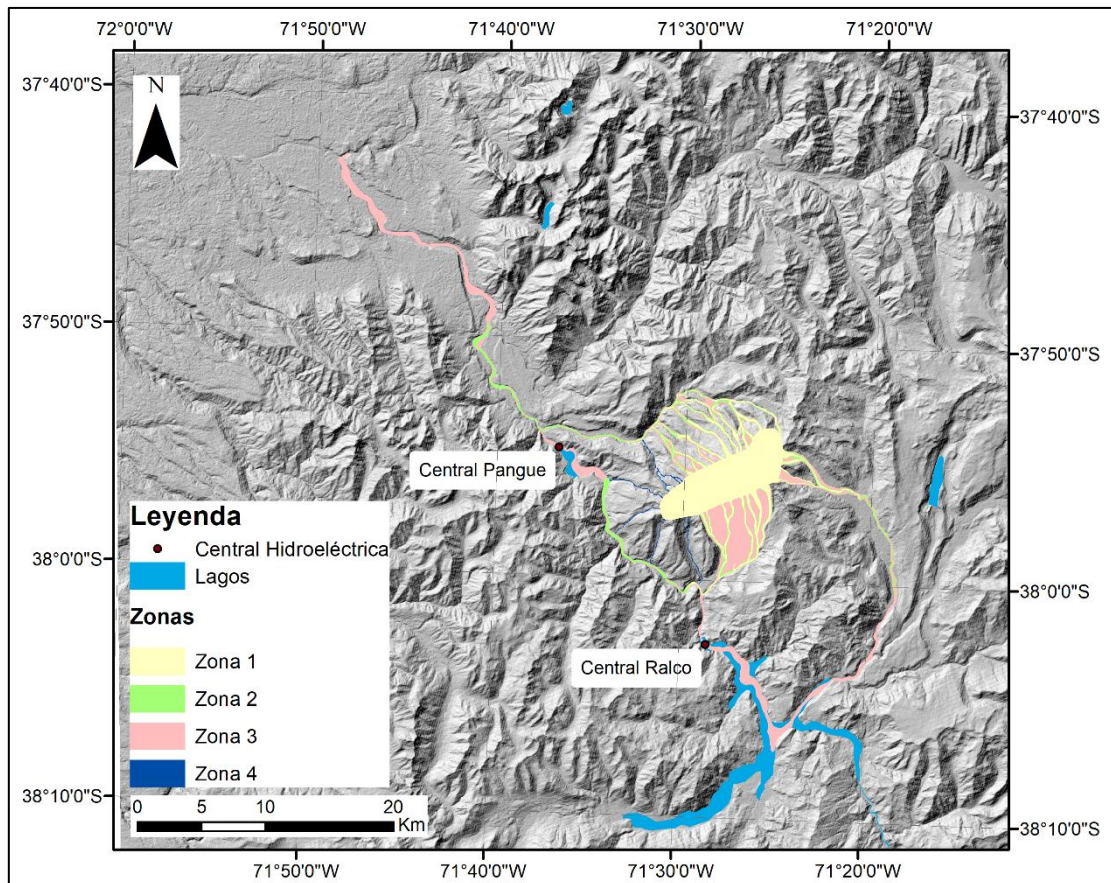 72°0'0"W 71°50'0"W 71°40'0"W 71°30'0"W 71°20'0"W
37°40'0"S
N
37°40'0"S
37°50'0"S
37°50'0"S
Central Pangue
Leyenda
Central Hidroeléctrica
Lagos
38°0'0"S
38°0'0"S
Zonas
Zona 1
Central Ralco
Zona 2
Zona 3
Zona 4
38°10'0"S
0 5 10 20
Km
38°10'0"S
71°50'0"W 71°40'0"W 71°30'0"W 71°20'0"W